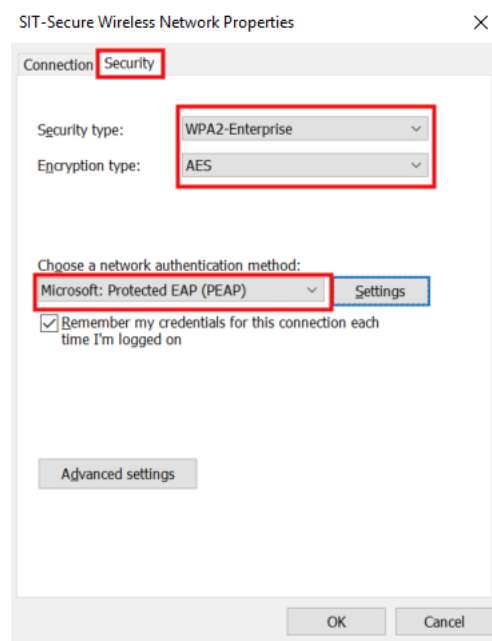 SIT-Secure Wireless Network Properties
Connection Security
Security type: WPA2-Enterprise
Encryption type: AES
Choose a network authentication method:
Microsoft: Protected EAP (PEAP) Settings
Remember my credentials for this connection each
time I'm logged on
Advanced settings
OK Cancel